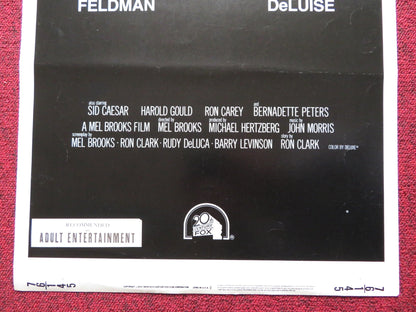 FELDMAN DeLUISE
also starring and
SID CAESAR HAROLD GOULD RON CAREY BERNADETTE PETERS
directed by produced by music by
A MEL BROOKS FILM MEL BROOKS MICHAEL HERTZBERG JOHN MORRIS
screenplay by story by
MEL BROOKS · RON CLARK · RUDY DeLUCA · BARRY LEVINSON RON CLARK COLOR BY DELUXE®
RECOMMENDED
ADULT ENTERTAINMENT
20th CENTURY FOX
76145 76145